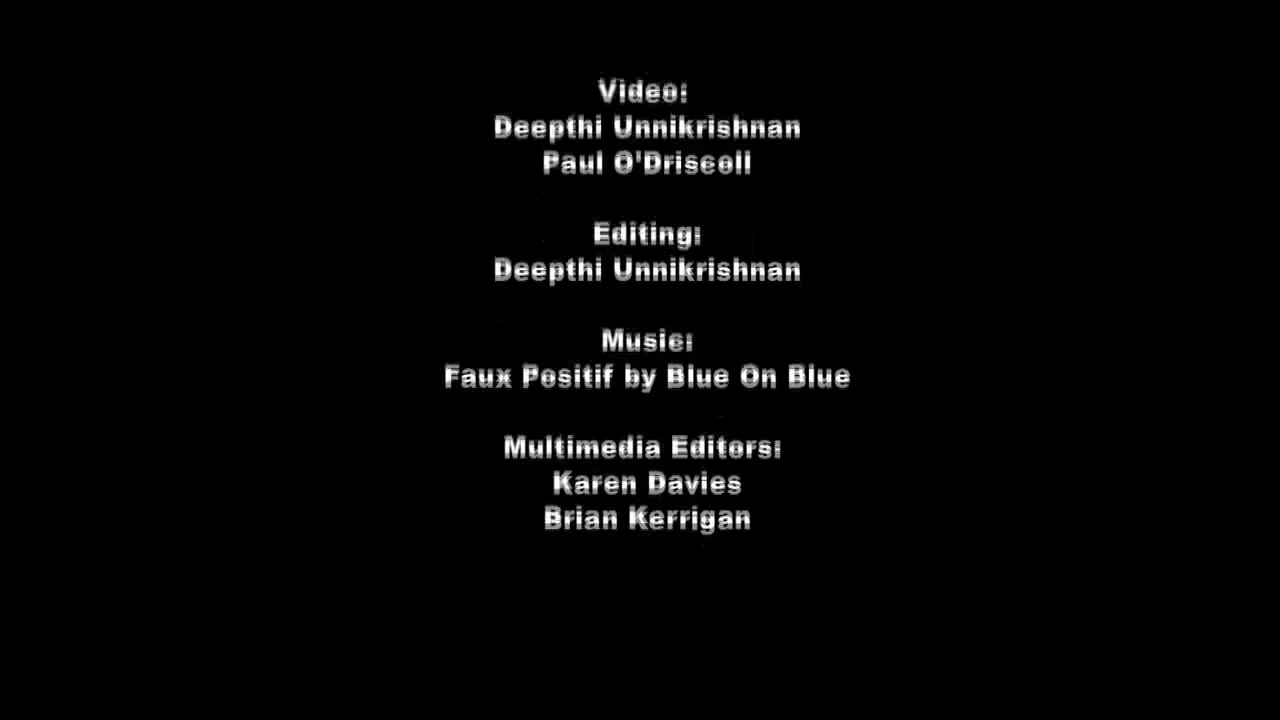 Video:
Deepthi Unnikrishnan
Paul O'Driscoll
Editing:
Deepthi Unnikrishnan
Music:
Faux Positif by Blue On Blue
Multimedia Editors:
Karen Davies
Brian Kerrigan